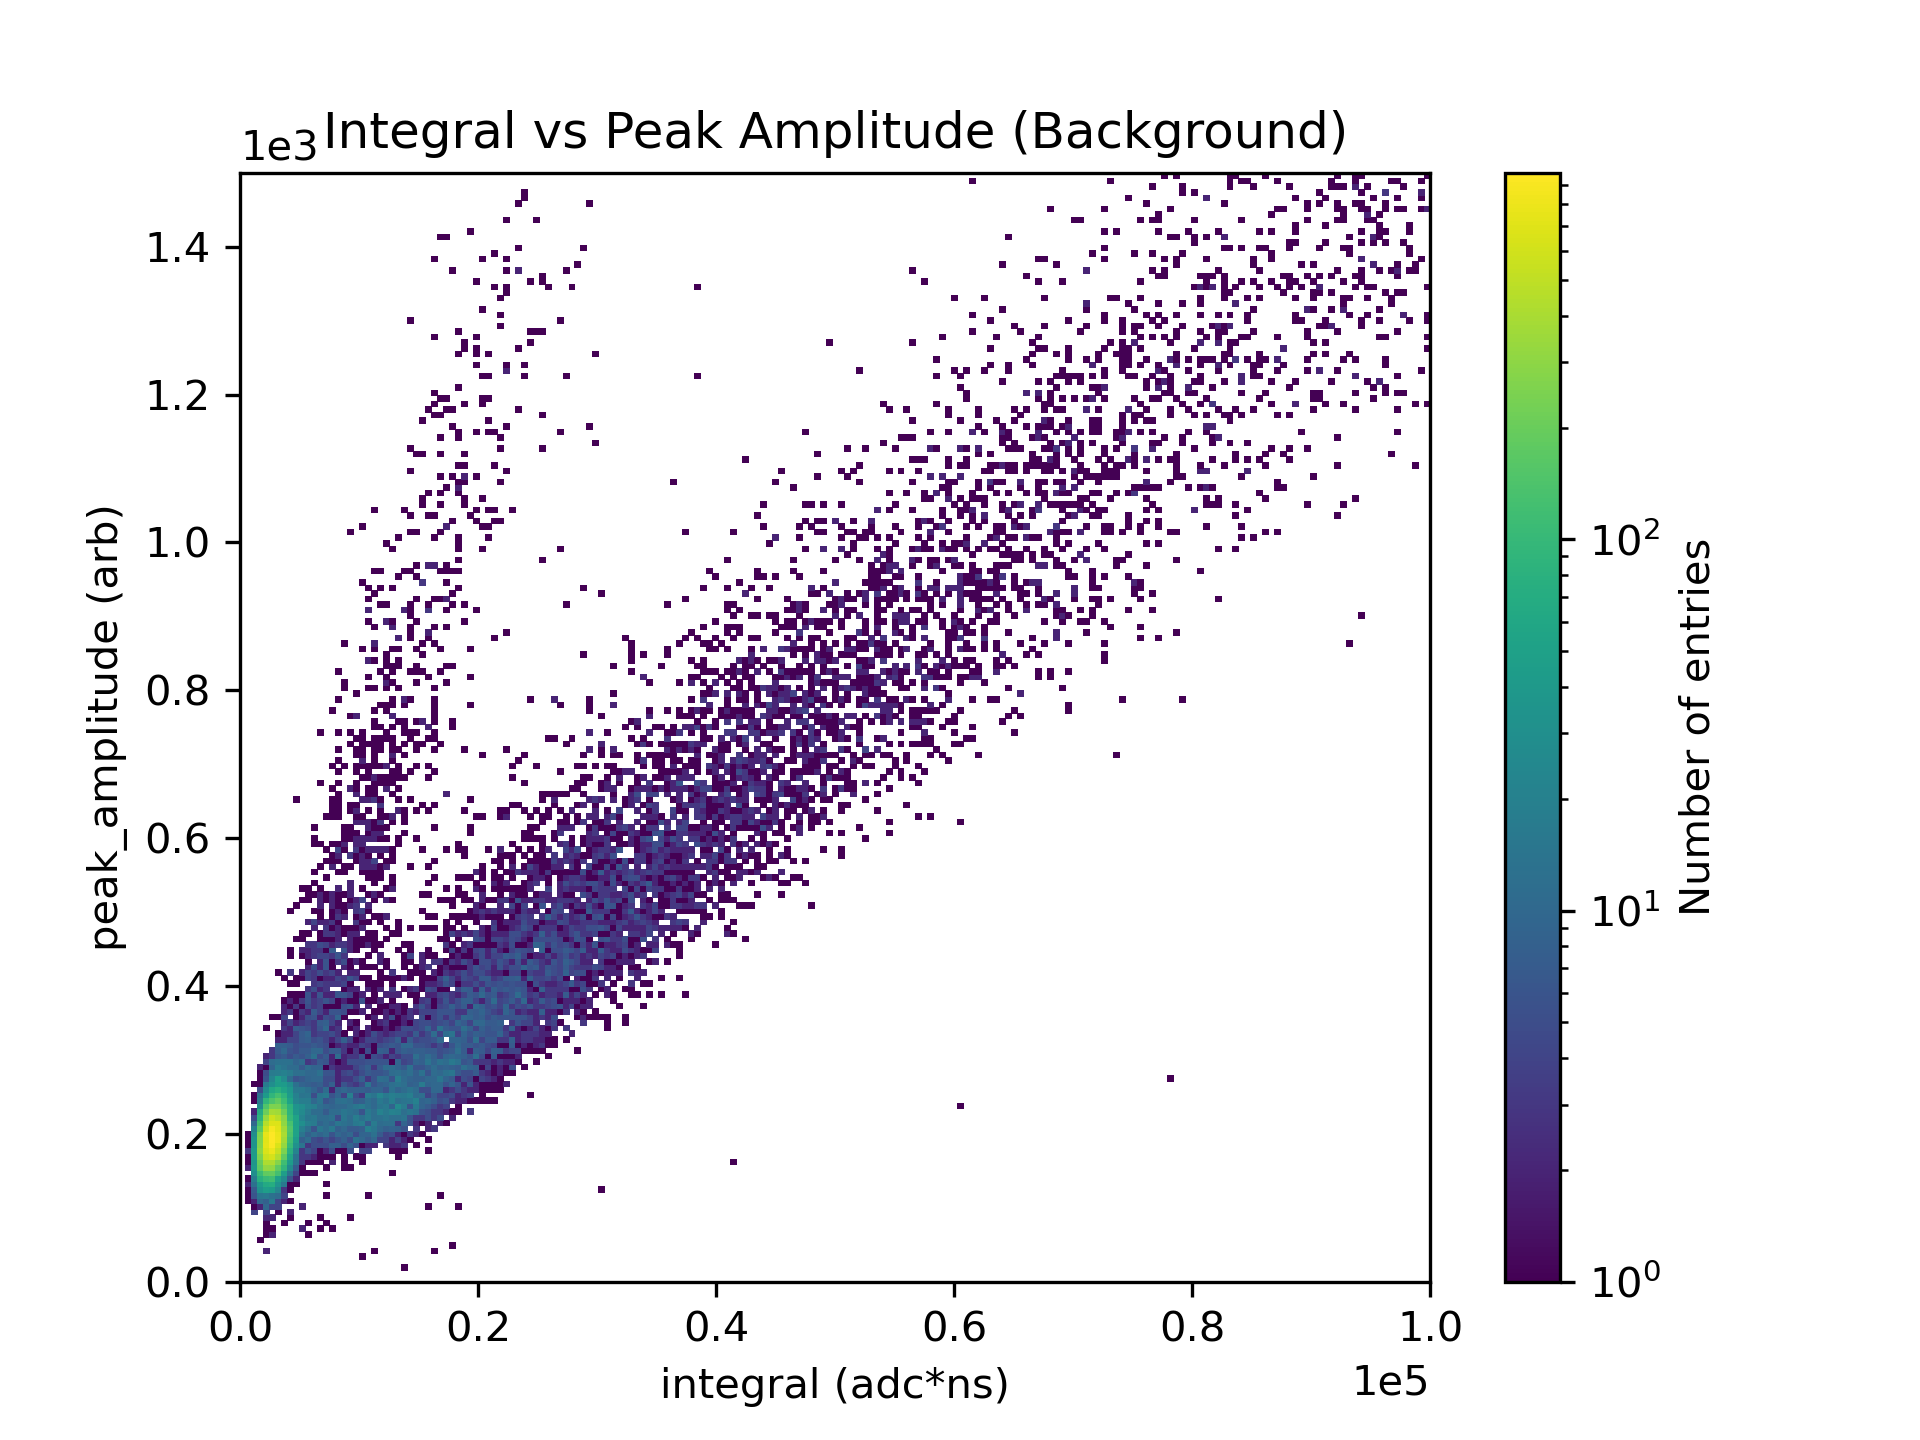 Integral vs Peak Amplitude (Background)
1e3
1.4
1.2
1.0
0.8
0.6
0.4
0.2
0.0
peak_amplitude (arb)
0.0 0.2 0.4 0.6 0.8 1.0
integral (adc*ns)
1e5
10²
10¹
10⁰
Number of entries